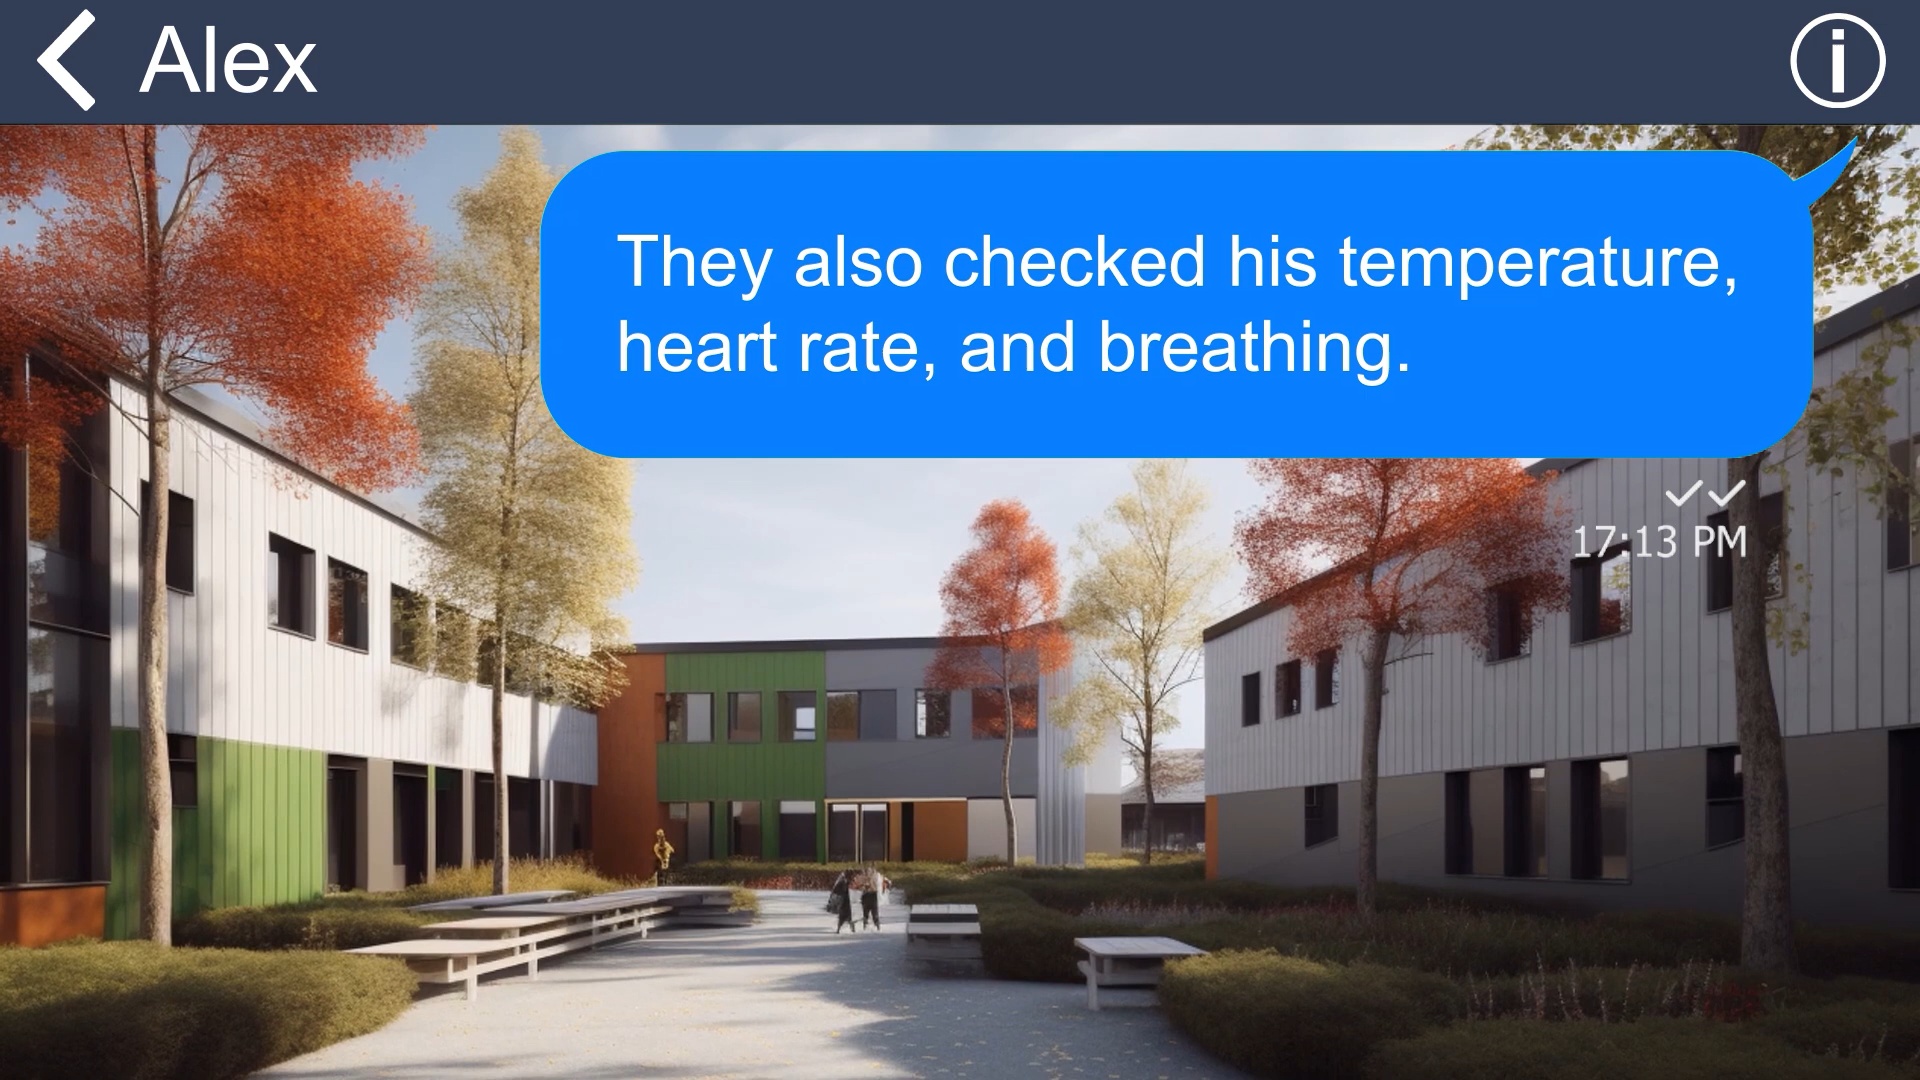 Alex
They also checked his temperature,
heart rate, and breathing.
17:13 PM